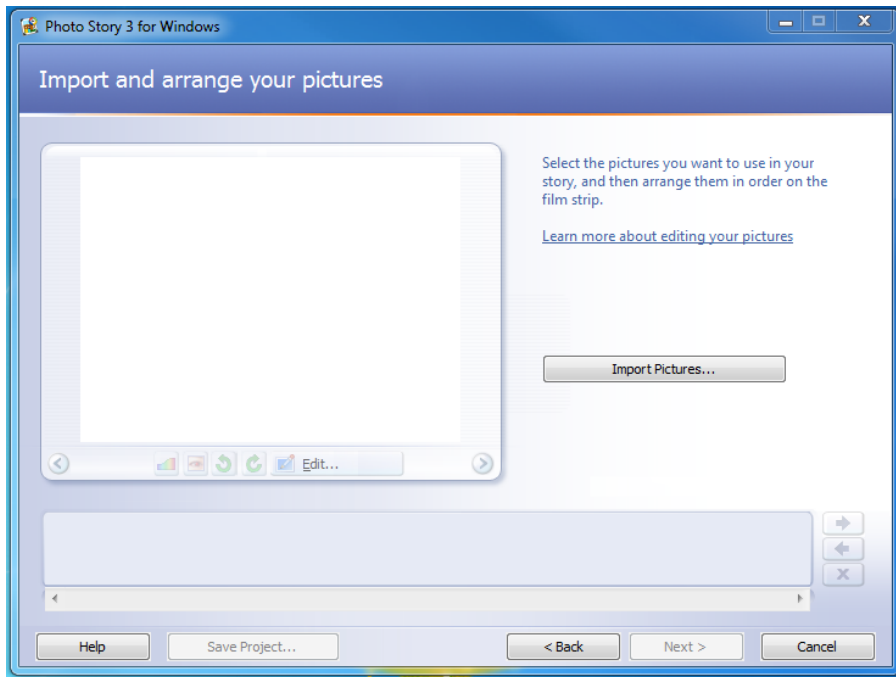 Photo Story 3 for Windows
Import and arrange your pictures
Select the pictures you want to use in your
story, and then arrange them in order on the
film strip.
Learn more about editing your pictures
Import Pictures...
Edit...
Help
Save Project...
< Back
Next >
Cancel